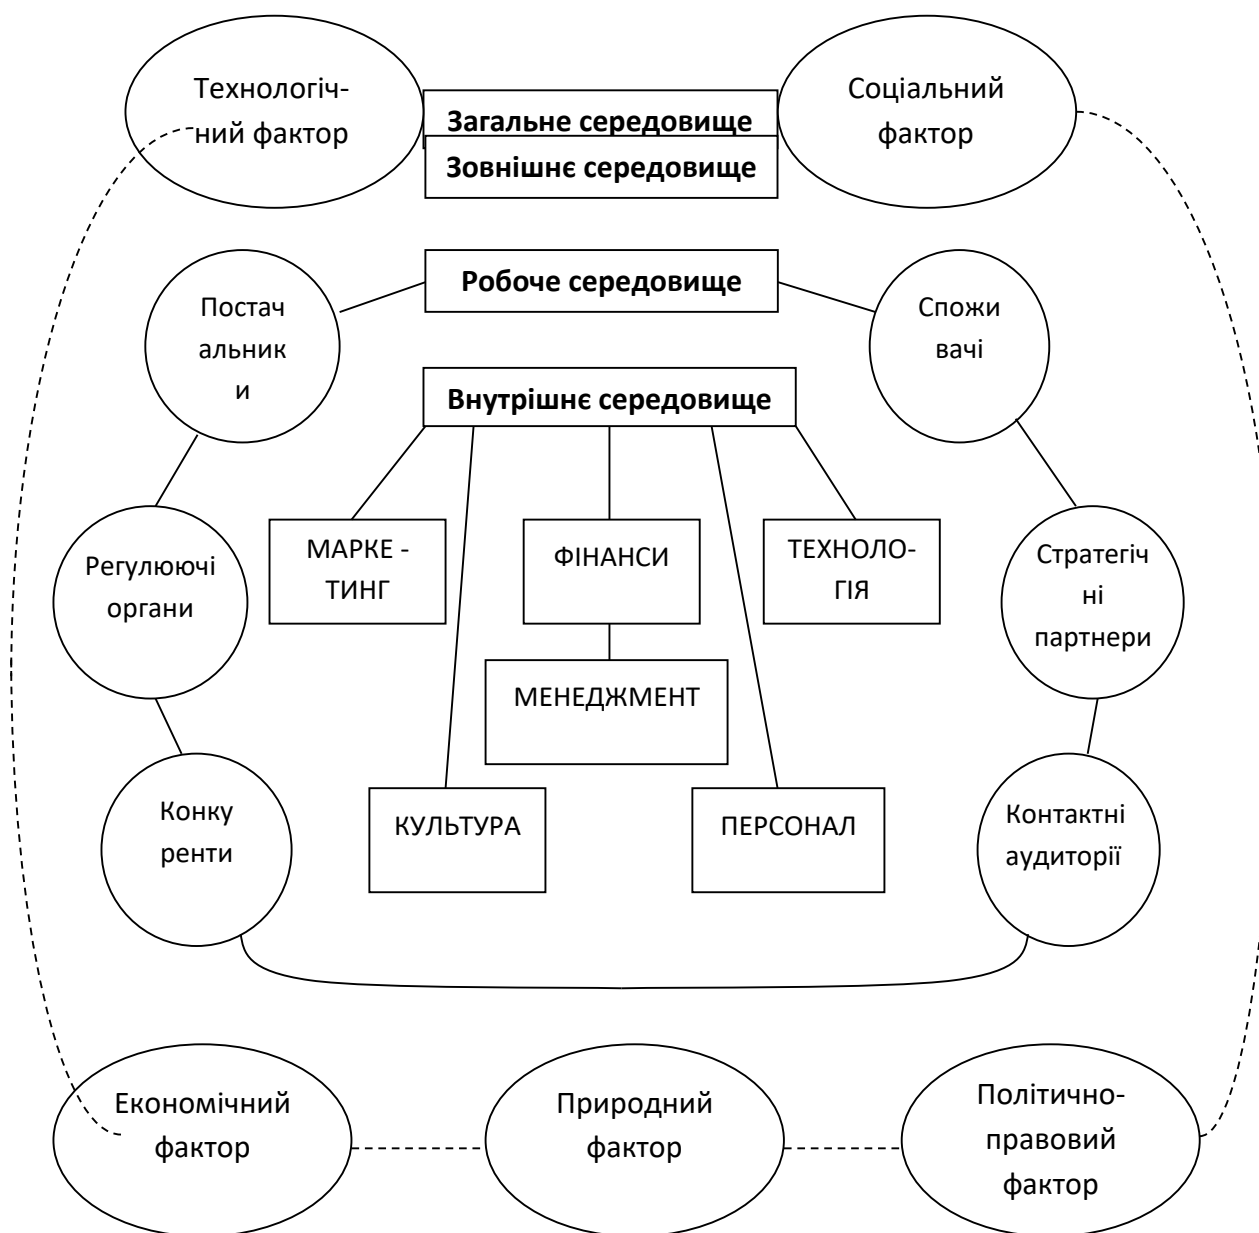 Технологіч-
ний фактор
Загальне середовище
Зовнішнє середовище
Соціальний
фактор
Робоче середовище
Постач
альник
и
Спожи
вачі
Внутрішнє середовище
МАРКЕ -
ТИНГ
ФІНАНСИ
ТЕХНОЛО-
ГІЯ
Регулюючі
органи
Стратегіч
ні
партнери
МЕНЕДЖМЕНТ
Конку
ренти
КУЛЬТУРА
ПЕРСОНАЛ
Контактні
аудиторії
Економічний
фактор
Природний
фактор
Політично-
правовий
фактор